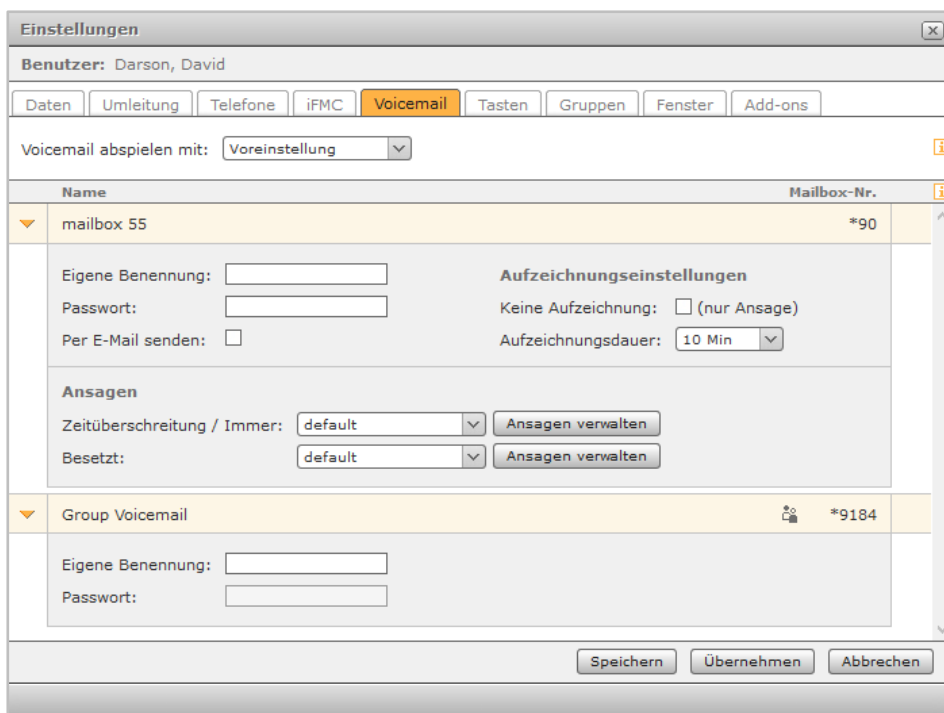 Einstellungen
Benutzer: Darson, David
Daten Umleitung Telefone iFMC Voicemail Tasten Gruppen Fenster Add-ons
Voicemail abspielen mit: Voreinstellung
Name Mailbox-Nr.
mailbox 55 *90
Eigene Benennung: Aufzeichnungseinstellungen
Passwort: Keine Aufzeichnung: (nur Ansage)
Per E-Mail senden: Aufzeichnungsdauer: 10 Min
Ansagen
Zeitüberschreitung / Immer: default Ansagen verwalten
Besetzt: default Ansagen verwalten
Group Voicemail *9184
Eigene Benennung:
Passwort:
Speichern Übernehmen Abbrechen